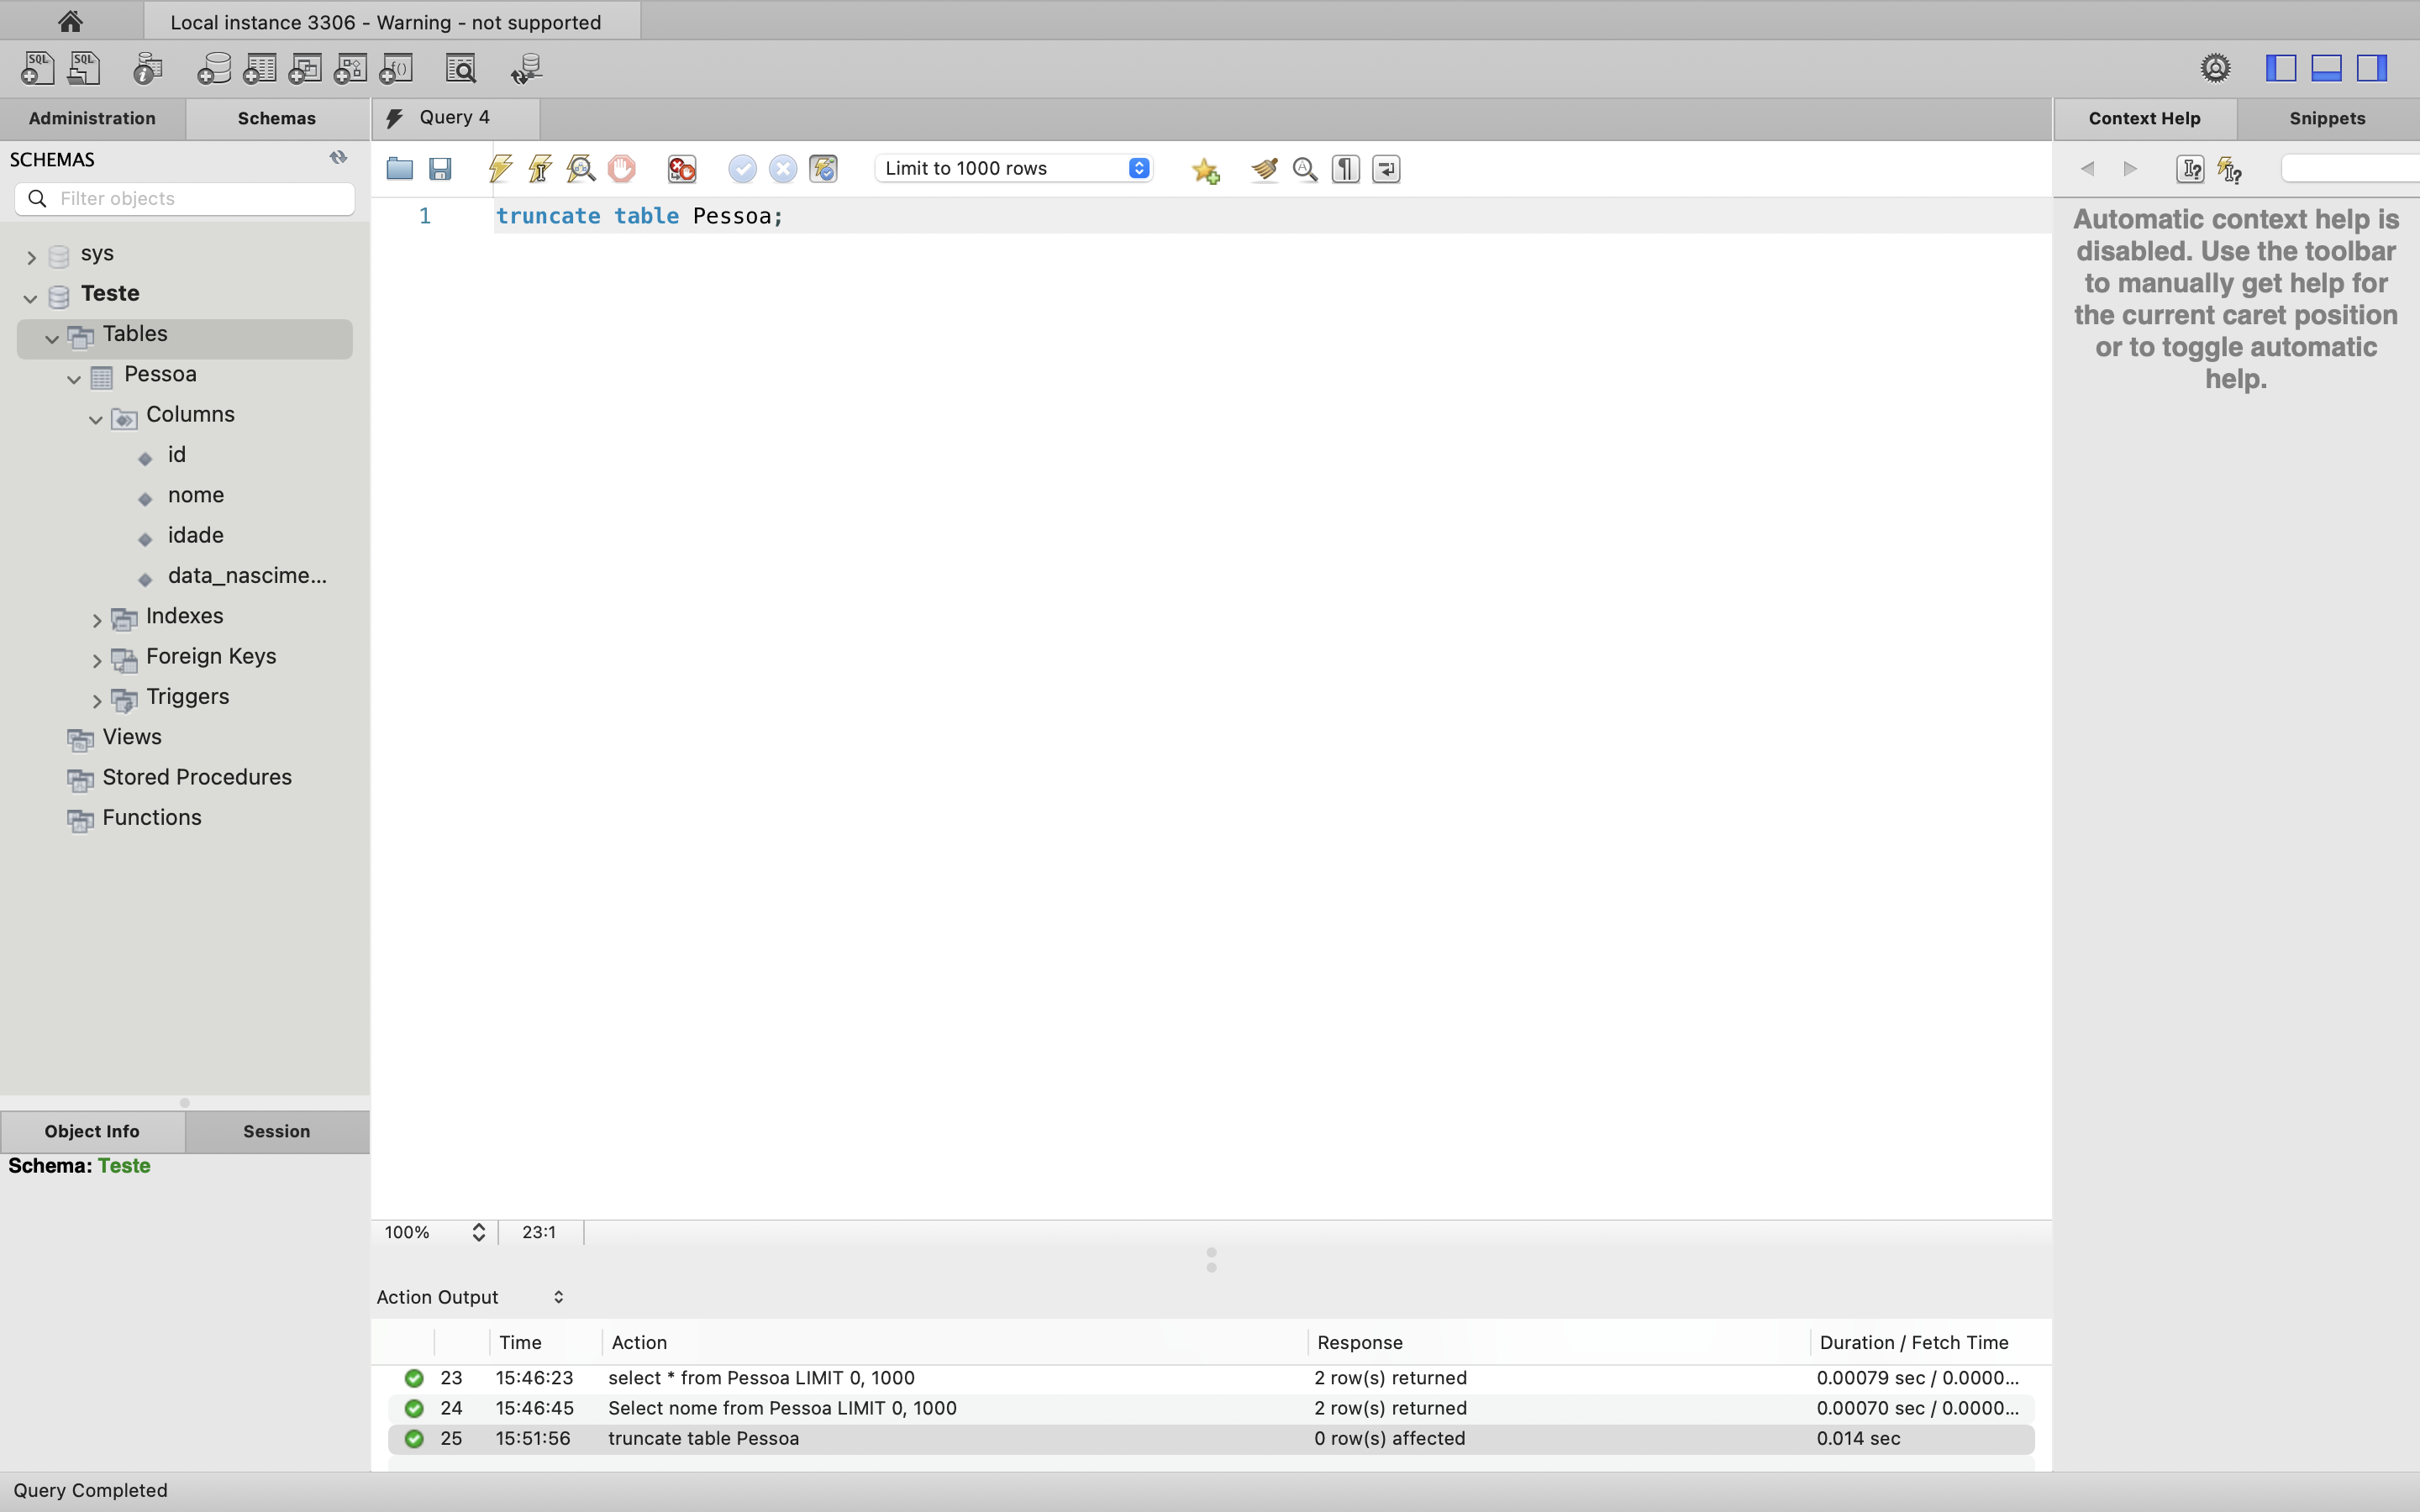 Local instance 3306 - Warning - not supported
SQL
SQL
Administration
Schemas
Query 4
Context Help
Snippets
SCHEMAS
Limit to 1000 rows
Filter objects
1
truncate table Pessoa;
Automatic context help is
disabled. Use the toolbar
to manually get help for
the current caret position
or to toggle automatic
help.
sys
Teste
Tables
Pessoa
Columns
id
nome
idade
data_nascime...
Indexes
Foreign Keys
Triggers
Views
Stored Procedures
Functions
Object Info
Session
Schema: Teste
100%
23:1
Action Output
Time
Action
Response
Duration / Fetch Time
23 15:46:23 select * from Pessoa LIMIT 0, 1000 2 row(s) returned 0.00079 sec / 0.0000...
24 15:46:45 Select nome from Pessoa LIMIT 0, 1000 2 row(s) returned 0.00070 sec / 0.0000...
25 15:51:56 truncate table Pessoa 0 row(s) affected 0.014 sec
Query Completed